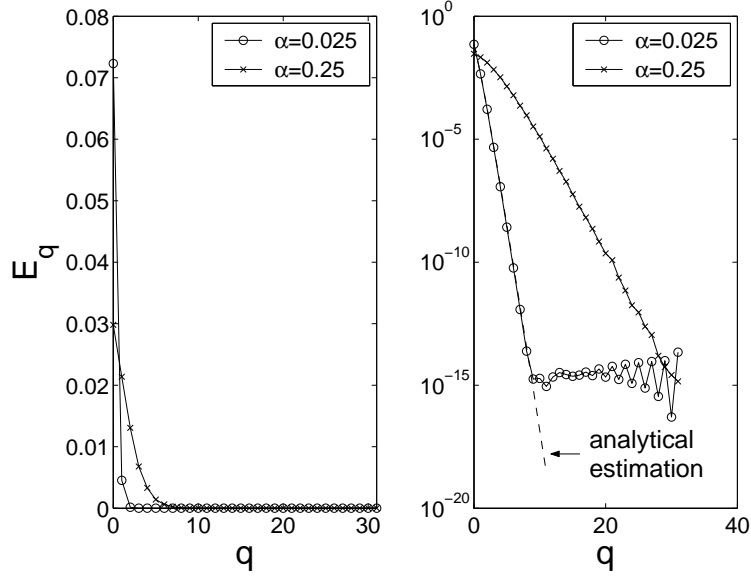 0.08
0.07
0.06
0.05
0.04
0.03
0.02
0.01
0
E_q
0 10 20 30
q
α=0.025
α=0.25
10^0
10^-5
10^-10
10^-15
10^-20
0 20 40
q
α=0.025
α=0.25
analytical
estimation